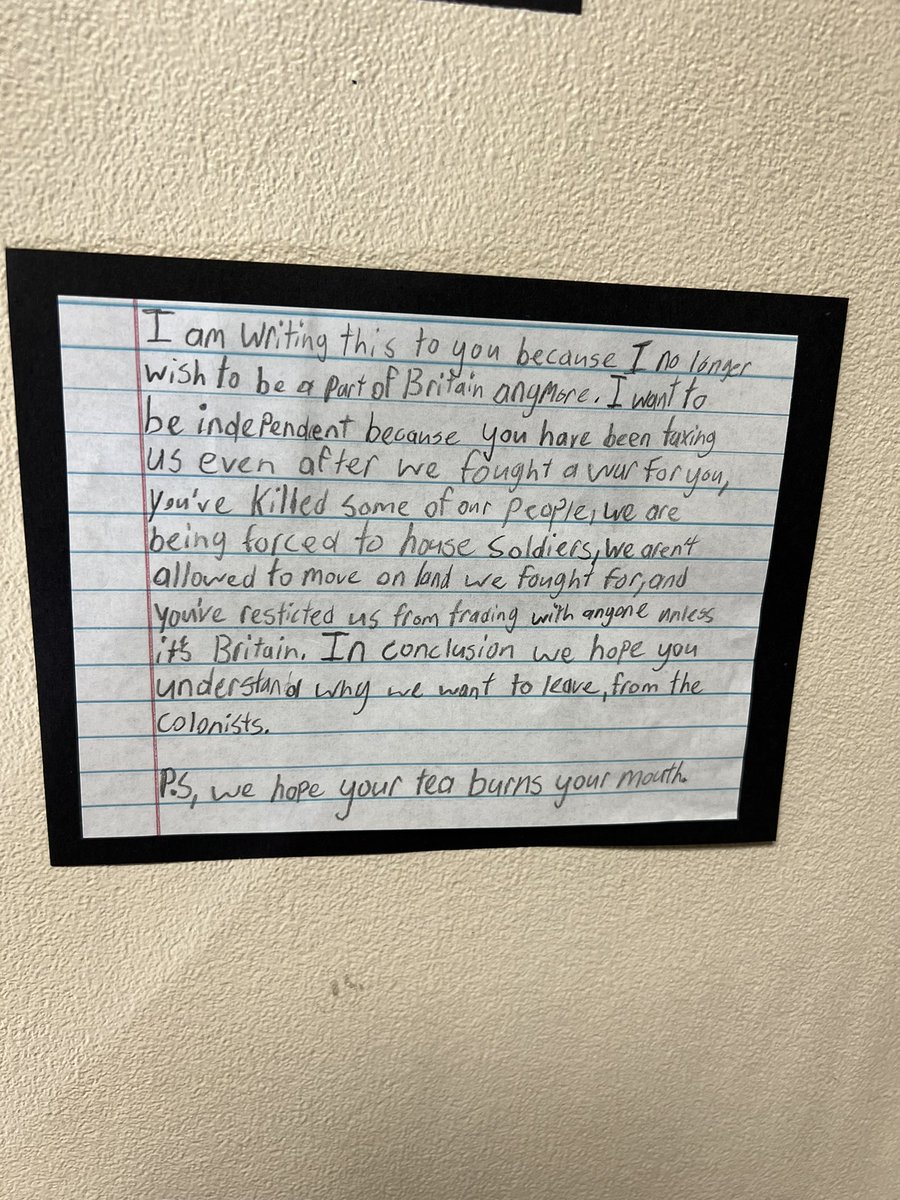 I am writing this to you because I no longer
wish to be a part of Britain anymore. I want to
be independent because you have been taxing
us even after we fought a war for you,
you've killed some of our people, we are
being forced to house soldiers, we aren't
allowed to move on land we fought for, and
you've resticted us from trading with anyone unless
it's Britain. In conclusion we hope you
understand why we want to leave, from the
colonists.
P.S, we hope your tea burns your mouth.